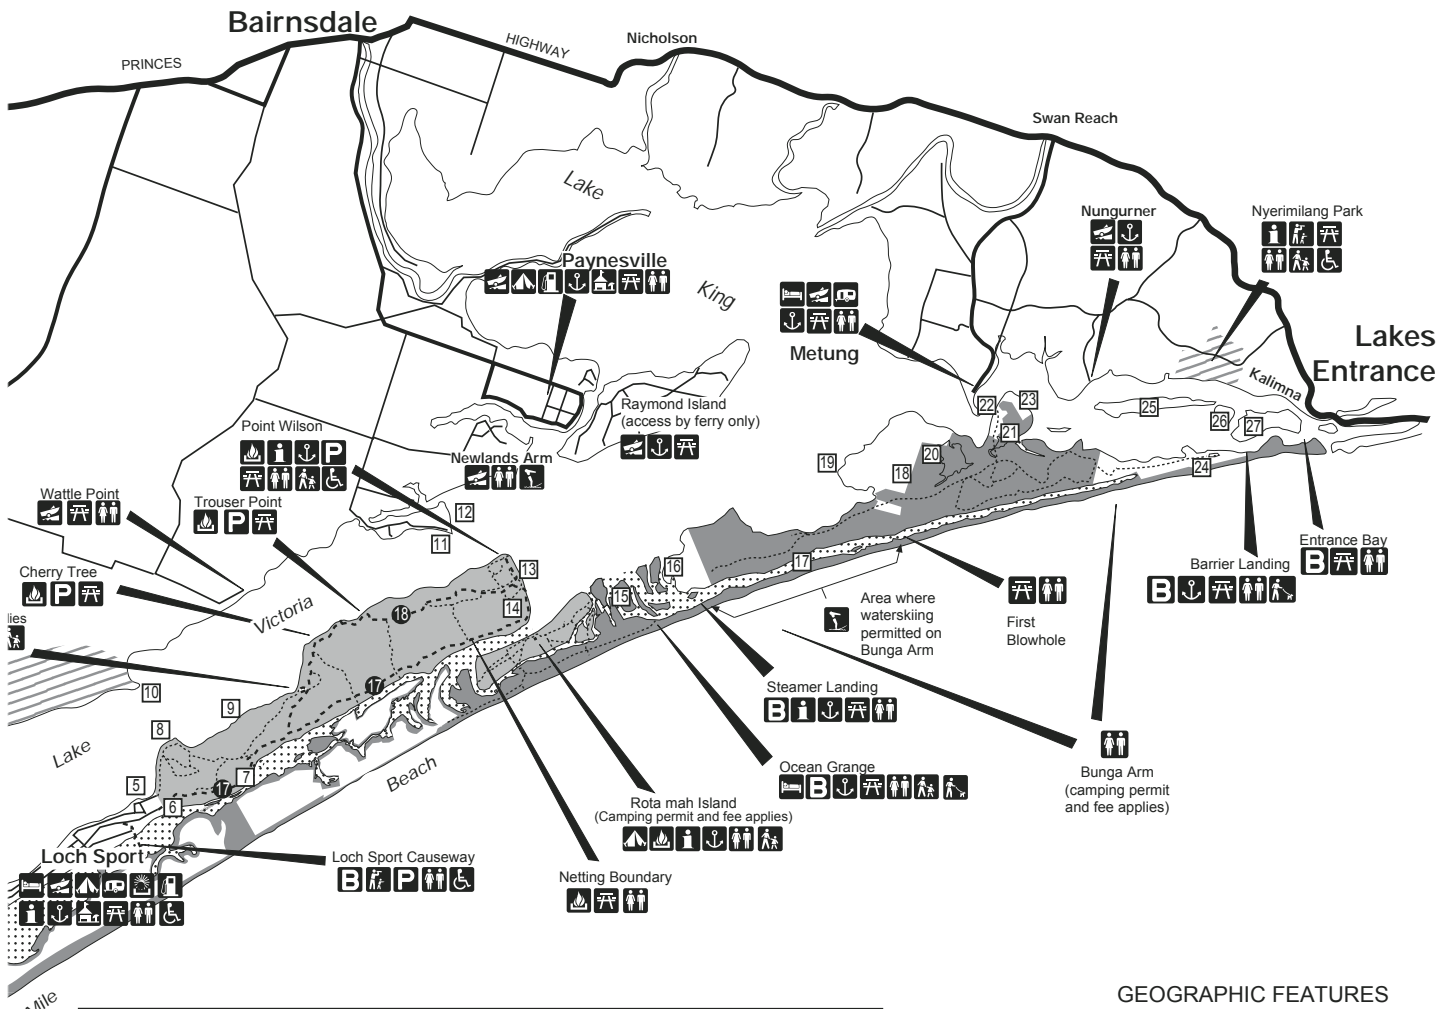 Bairnsdale
PRINCES
HIGHWAY
Nicholson
Swan Reach
Lake
King
Nungurner
Nyerimilang Park
Paynesville
Metung
Lakes
Entrance
Kalimna
Raymond Island
(access by ferry only)
Point Wilson
P
Newlands Arm
Wattle Point
Trouser Point
P
Cherry Tree
P
lies
Victoria
Lake
22
23
21
25
26
27
20
19
18
24
12
11
13
14
16
15
17
18
17
10
9
8
5
7
17
6
Entrance Bay
B
Barrier Landing
B
First
Blowhole
Area where
waterskiing
permitted on
Bunga Arm
Steamer Landing
B
Bunga Arm
(camping permit
and fee applies)
Ocean Grange
B
Beach
Rota mah Island
(Camping permit and fee applies)
Netting Boundary
Loch Sport
Loch Sport Causeway
B P
Mile
GEOGRAPHIC FEATURES